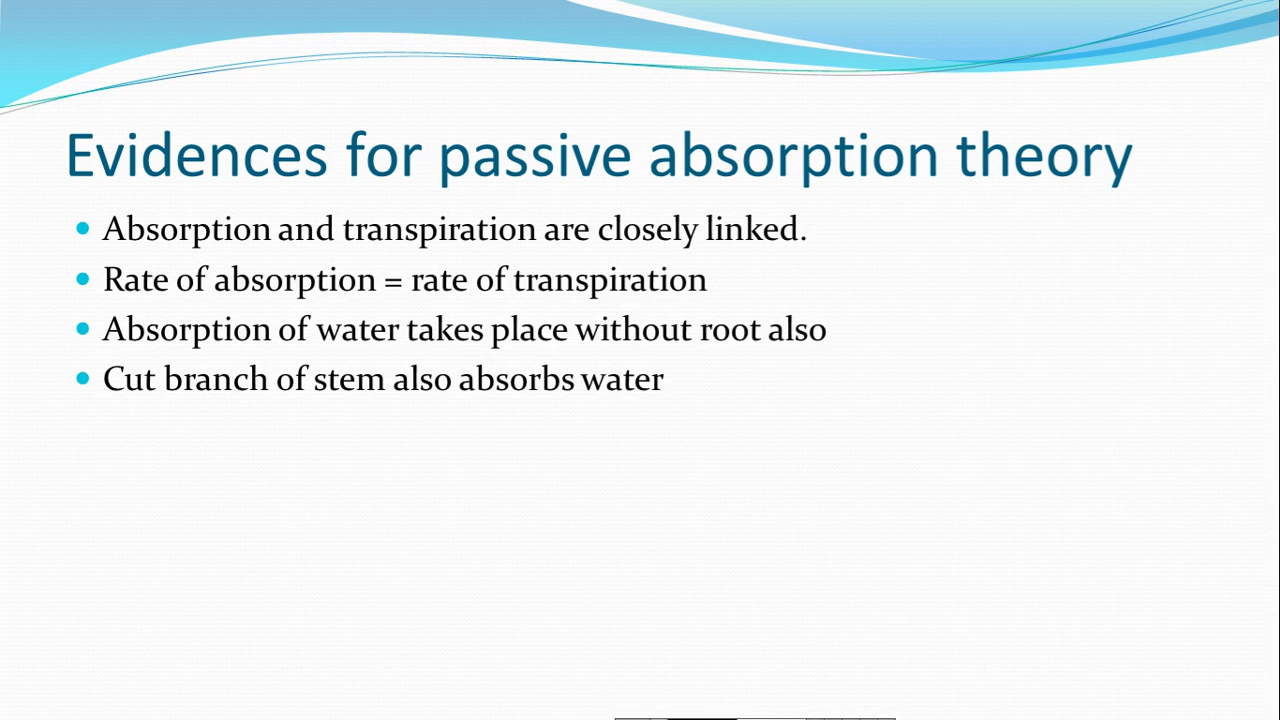 Evidences for passive absorption theory
Absorption and transpiration are closely linked.
Rate of absorption = rate of transpiration
Absorption of water takes place without root also
Cut branch of stem also absorbs water